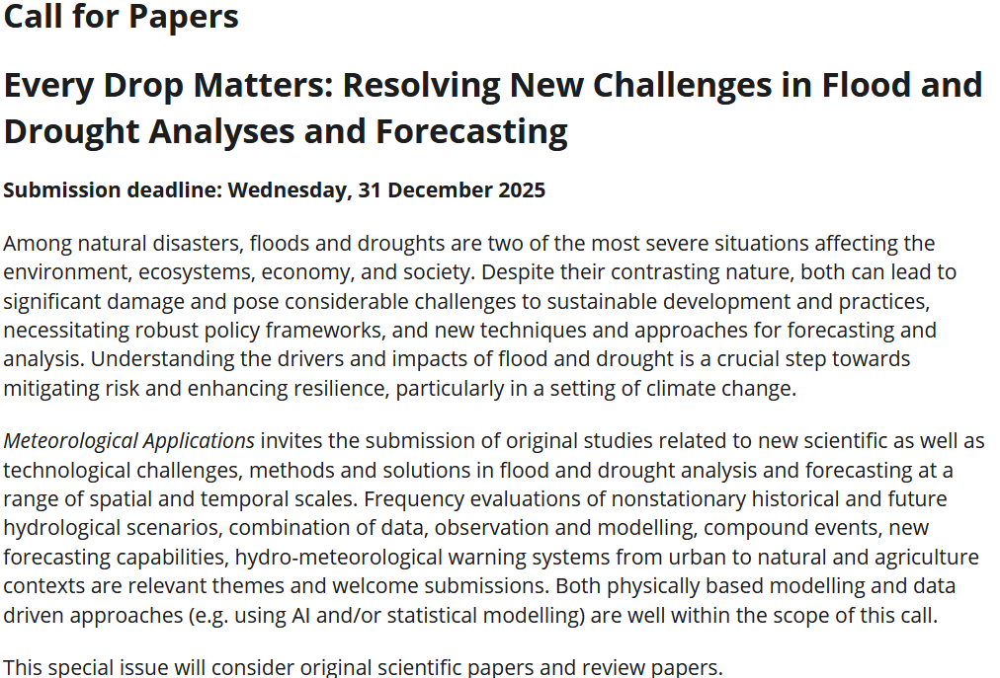 Call for Papers
Every Drop Matters: Resolving New Challenges in Flood and
Drought Analyses and Forecasting
Submission deadline: Wednesday, 31 December 2025
Among natural disasters, floods and droughts are two of the most severe situations affecting the
environment, ecosystems, economy, and society. Despite their contrasting nature, both can lead to
significant damage and pose considerable challenges to sustainable development and practices,
necessitating robust policy frameworks, and new techniques and approaches for forecasting and
analysis. Understanding the drivers and impacts of flood and drought is a crucial step towards
mitigating risk and enhancing resilience, particularly in a setting of climate change.
Meteorological Applications invites the submission of original studies related to new scientific as well as
technological challenges, methods and solutions in flood and drought analysis and forecasting at a
range of spatial and temporal scales. Frequency evaluations of nonstationary historical and future
hydrological scenarios, combination of data, observation and modelling, compound events, new
forecasting capabilities, hydro-meteorological warning systems from urban to natural and agriculture
contexts are relevant themes and welcome submissions. Both physically based modelling and data
driven approaches (e.g. using AI and/or statistical modelling) are well within the scope of this call.
This special issue will consider original scientific papers and review papers.